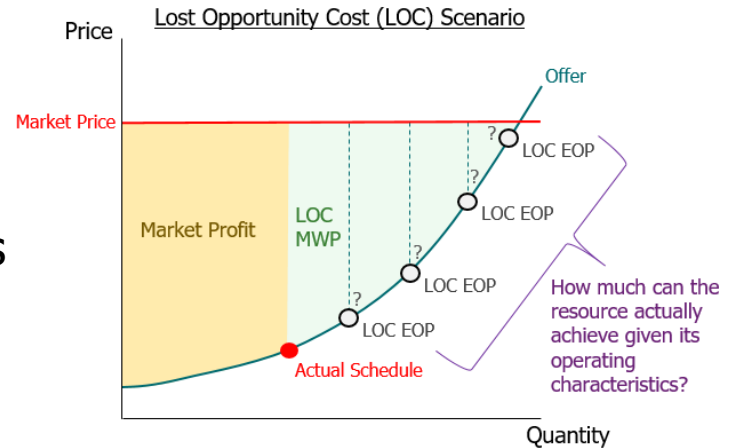 Lost Opportunity Cost (LOC) Scenario
Price
Offer
Market Price
?
LOC EOP
?
LOC EOP
LOC
MWP
Market Profit
?
LOC EOP
?
LOC EOP
How much can the
resource actually
achieve given its
operating
characteristics?
Actual Schedule
Quantity
s